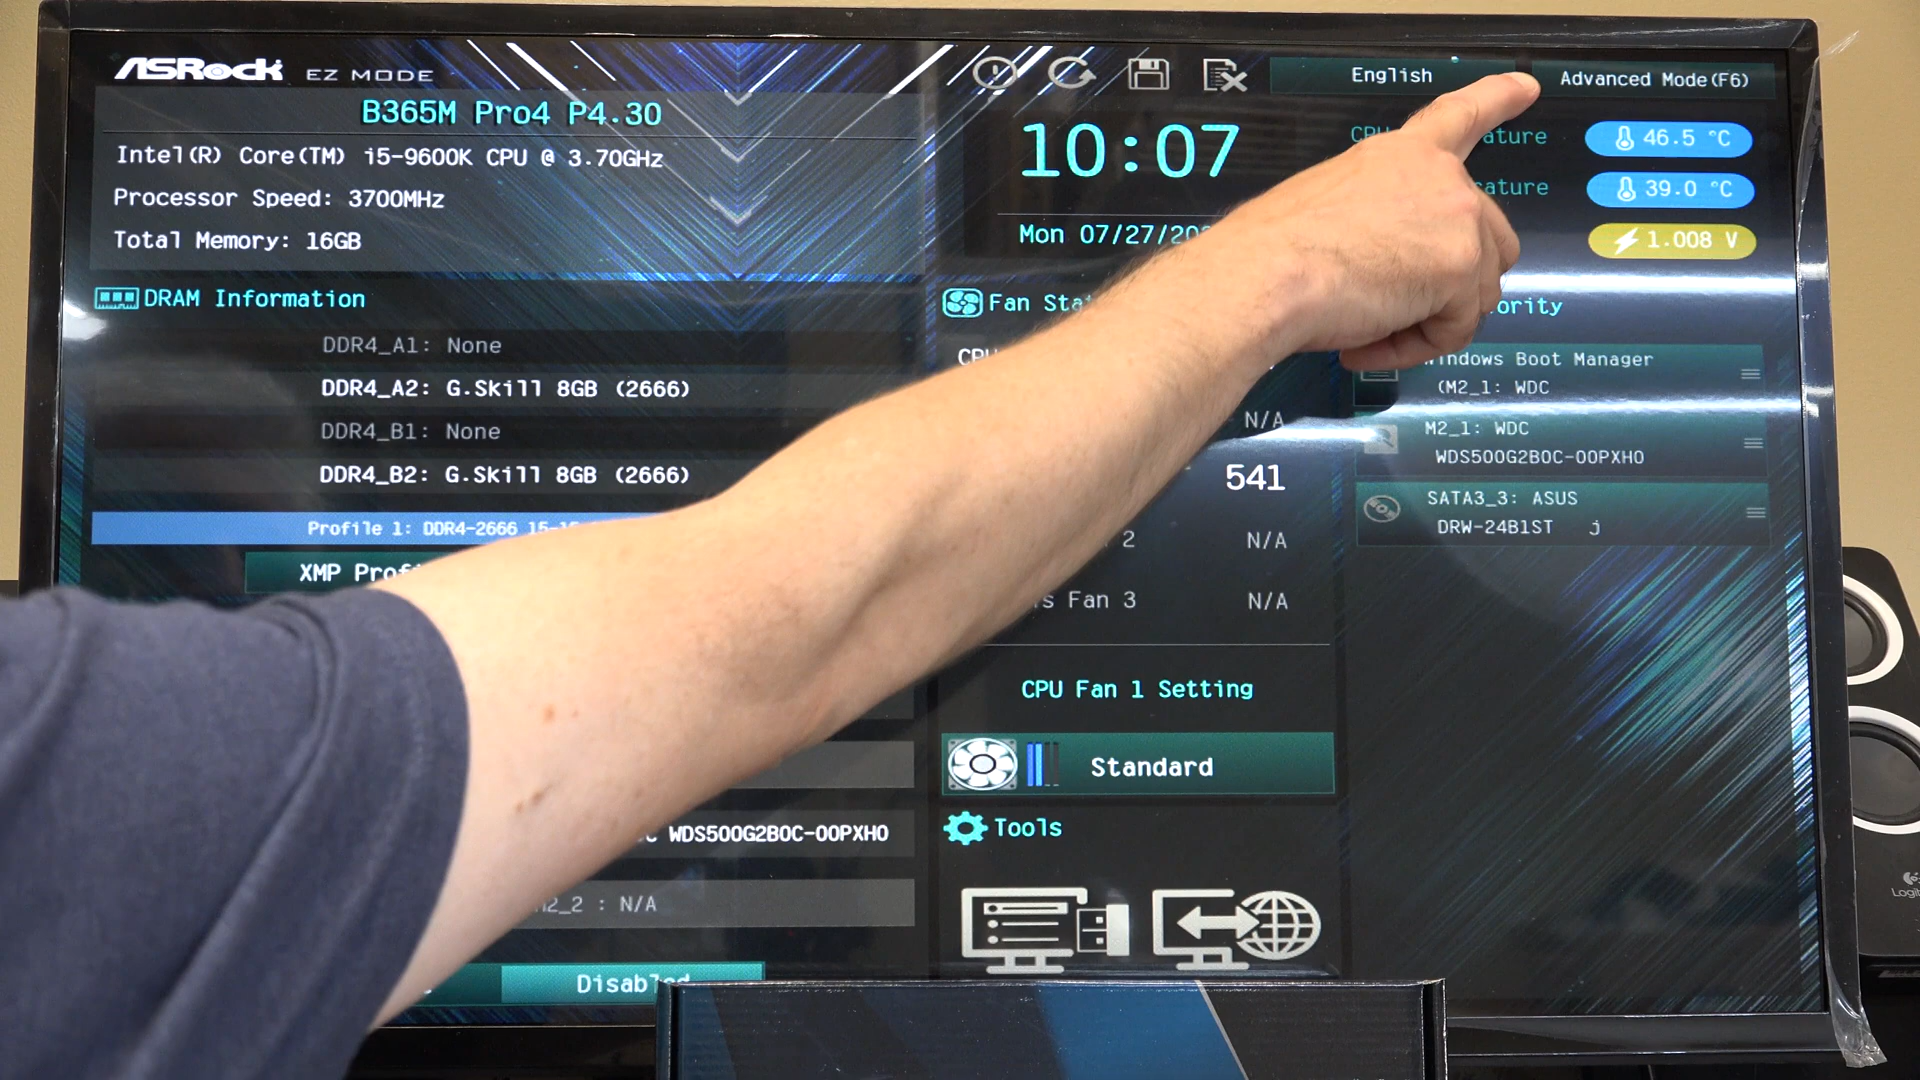 ASRock EZ MODE
B365M Pro4 P4.30
Intel(R) Core(TM) i5-9600K CPU @ 3.70GHz
Processor Speed: 3700MHz
Total Memory: 16GB
DRAM Information
DDR4_A1: None
DDR4_A2: G.Skill 8GB (2666)
DDR4_B1: None
DDR4_B2: G.Skill 8GB (2666)
Profile 1: DDR4-2666
XMP
WDS500G2B0C-00PXH0
: N/A
English
Advanced Mode(F6)
10:07
Mon 07/27/
46.5 °C
39.0 °C
1.008 V
Fan
N/A
541
2 N/A
Fan 3 N/A
CPU Fan 1 Setting
Standard
Tools
Windows Boot Manager
(M2_1: WDC
M2_1: WDC
WDS500G2B0C-00PXH0
SATA3_3: ASUS
DRW-24B1ST j